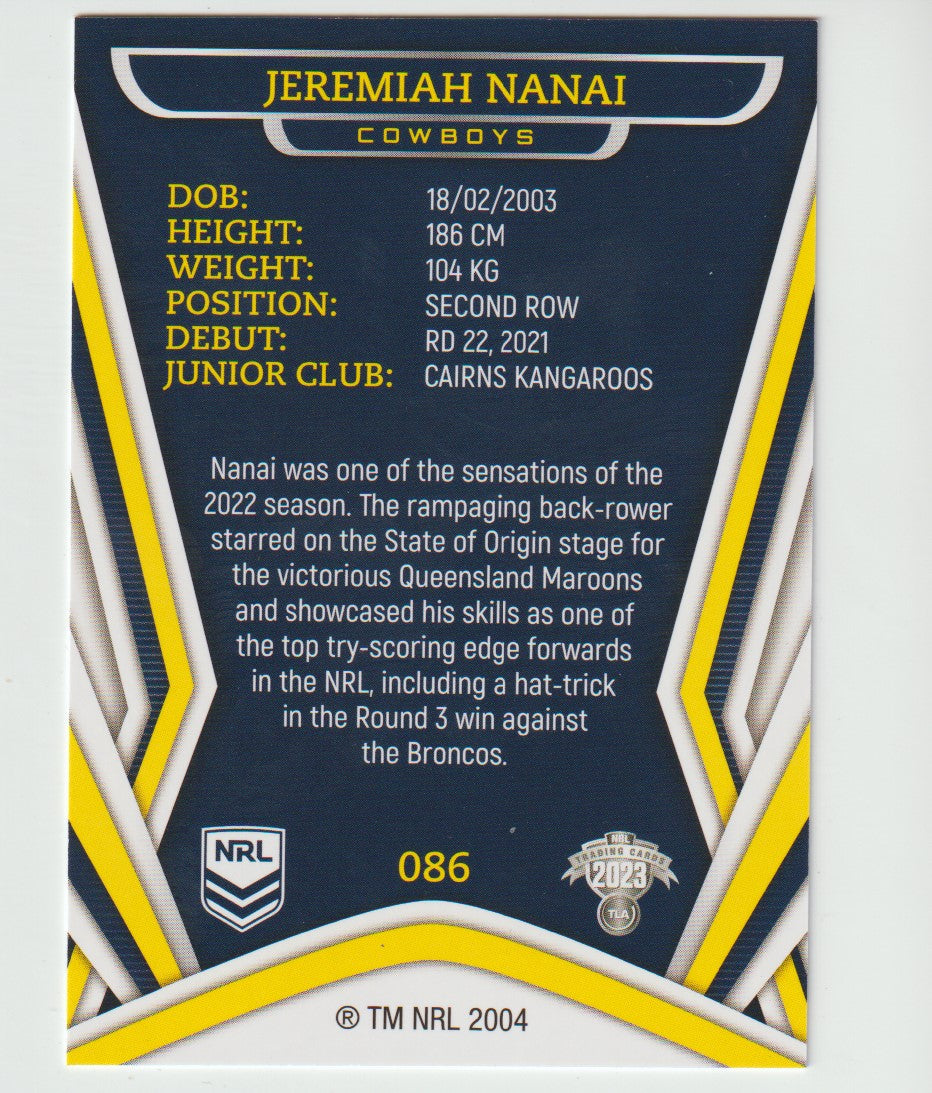 JEREMIAH NANAI
COWBOYS
DOB: 18/02/2003
HEIGHT: 186 CM
WEIGHT: 104 KG
POSITION: SECOND ROW
DEBUT: RD 22, 2021
JUNIOR CLUB: CAIRNS KANGAROOS
Nanai was one of the sensations of the
2022 season. The rampaging back-rower
starred on the State of Origin stage for
the victorious Queensland Maroons
and showcased his skills as one of
the top try-scoring edge forwards
in the NRL, including a hat-trick
in the Round 3 win against
the Broncos.
NRL
086
NRL
TRADING CARDS
2023
TLA
® TM NRL 2004